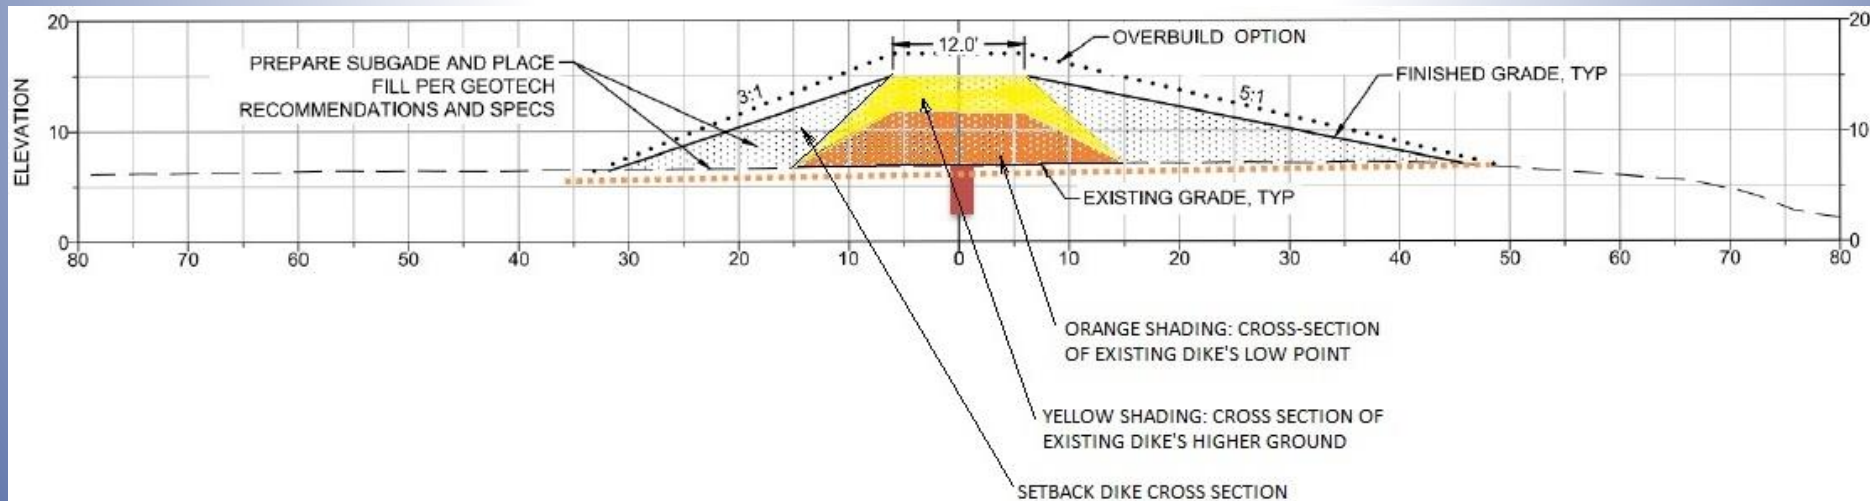 20
20
12.0'
OVERBUILD OPTION
PREPARE SUBGADE AND PLACE
FILL PER GEOTECH
RECOMMENDATIONS AND SPECS
FINISHED GRADE, TYP
3:1
5:1
ELEVATION
10
10
EXISTING GRADE, TYP
0
0
80 70 60 50 40 30 20 10 0 10 20 30 40 50 60 70 80
ORANGE SHADING: CROSS-SECTION
OF EXISTING DIKE'S LOW POINT
YELLOW SHADING: CROSS SECTION OF
EXISTING DIKE'S HIGHER GROUND
SETBACK DIKE CROSS SECTION